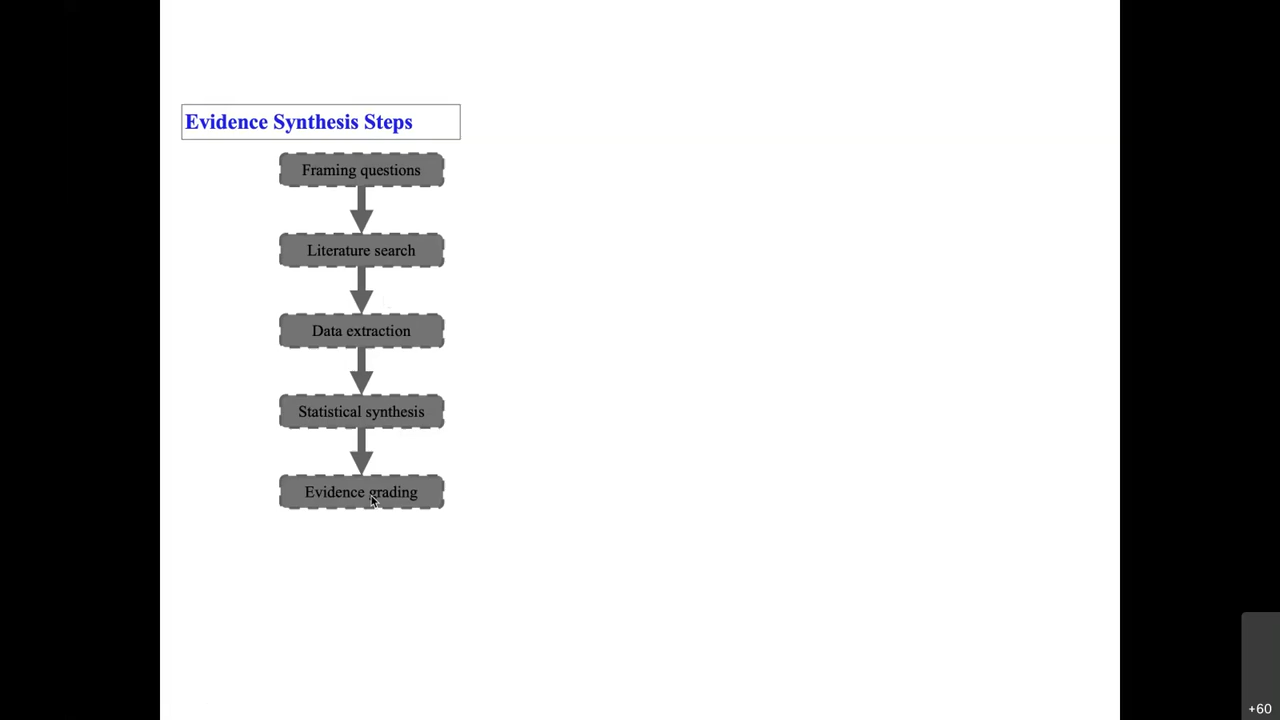 Evidence Synthesis Steps
Framing questions
Literature search
Data extraction
Statistical synthesis
Evidence grading
+60